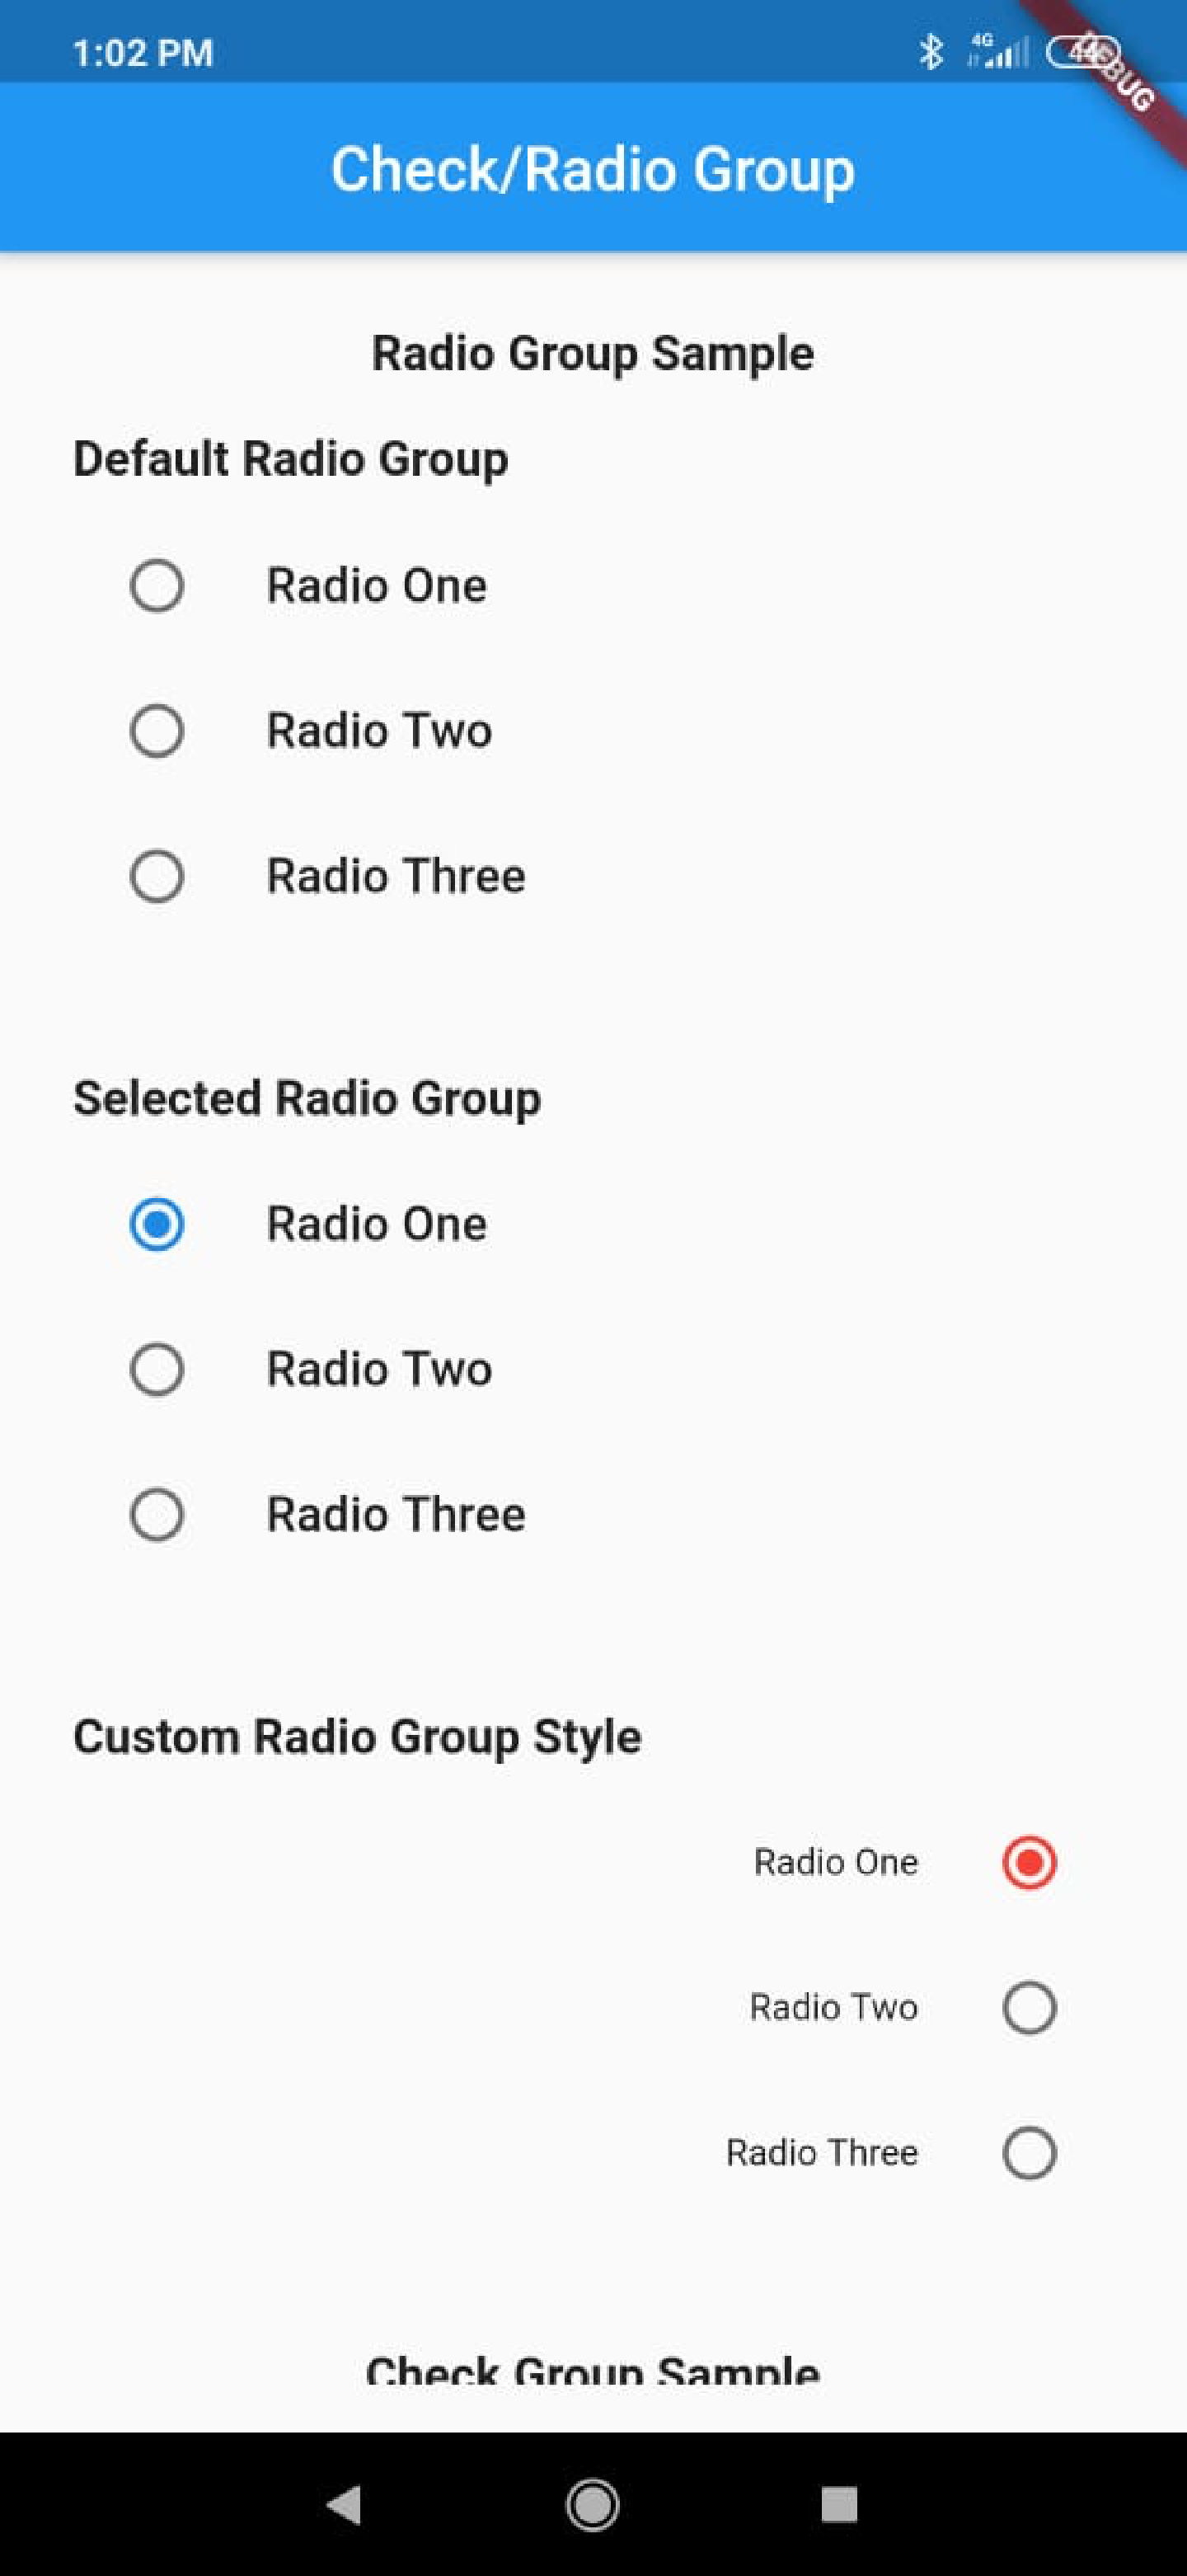 1:02 PM
4G
DEBUG
Check/Radio Group
Radio Group Sample
Default Radio Group
Radio One
Radio Two
Radio Three
Selected Radio Group
Radio One
Radio Two
Radio Three
Custom Radio Group Style
Radio One
Radio Two
Radio Three
Check Group Sample